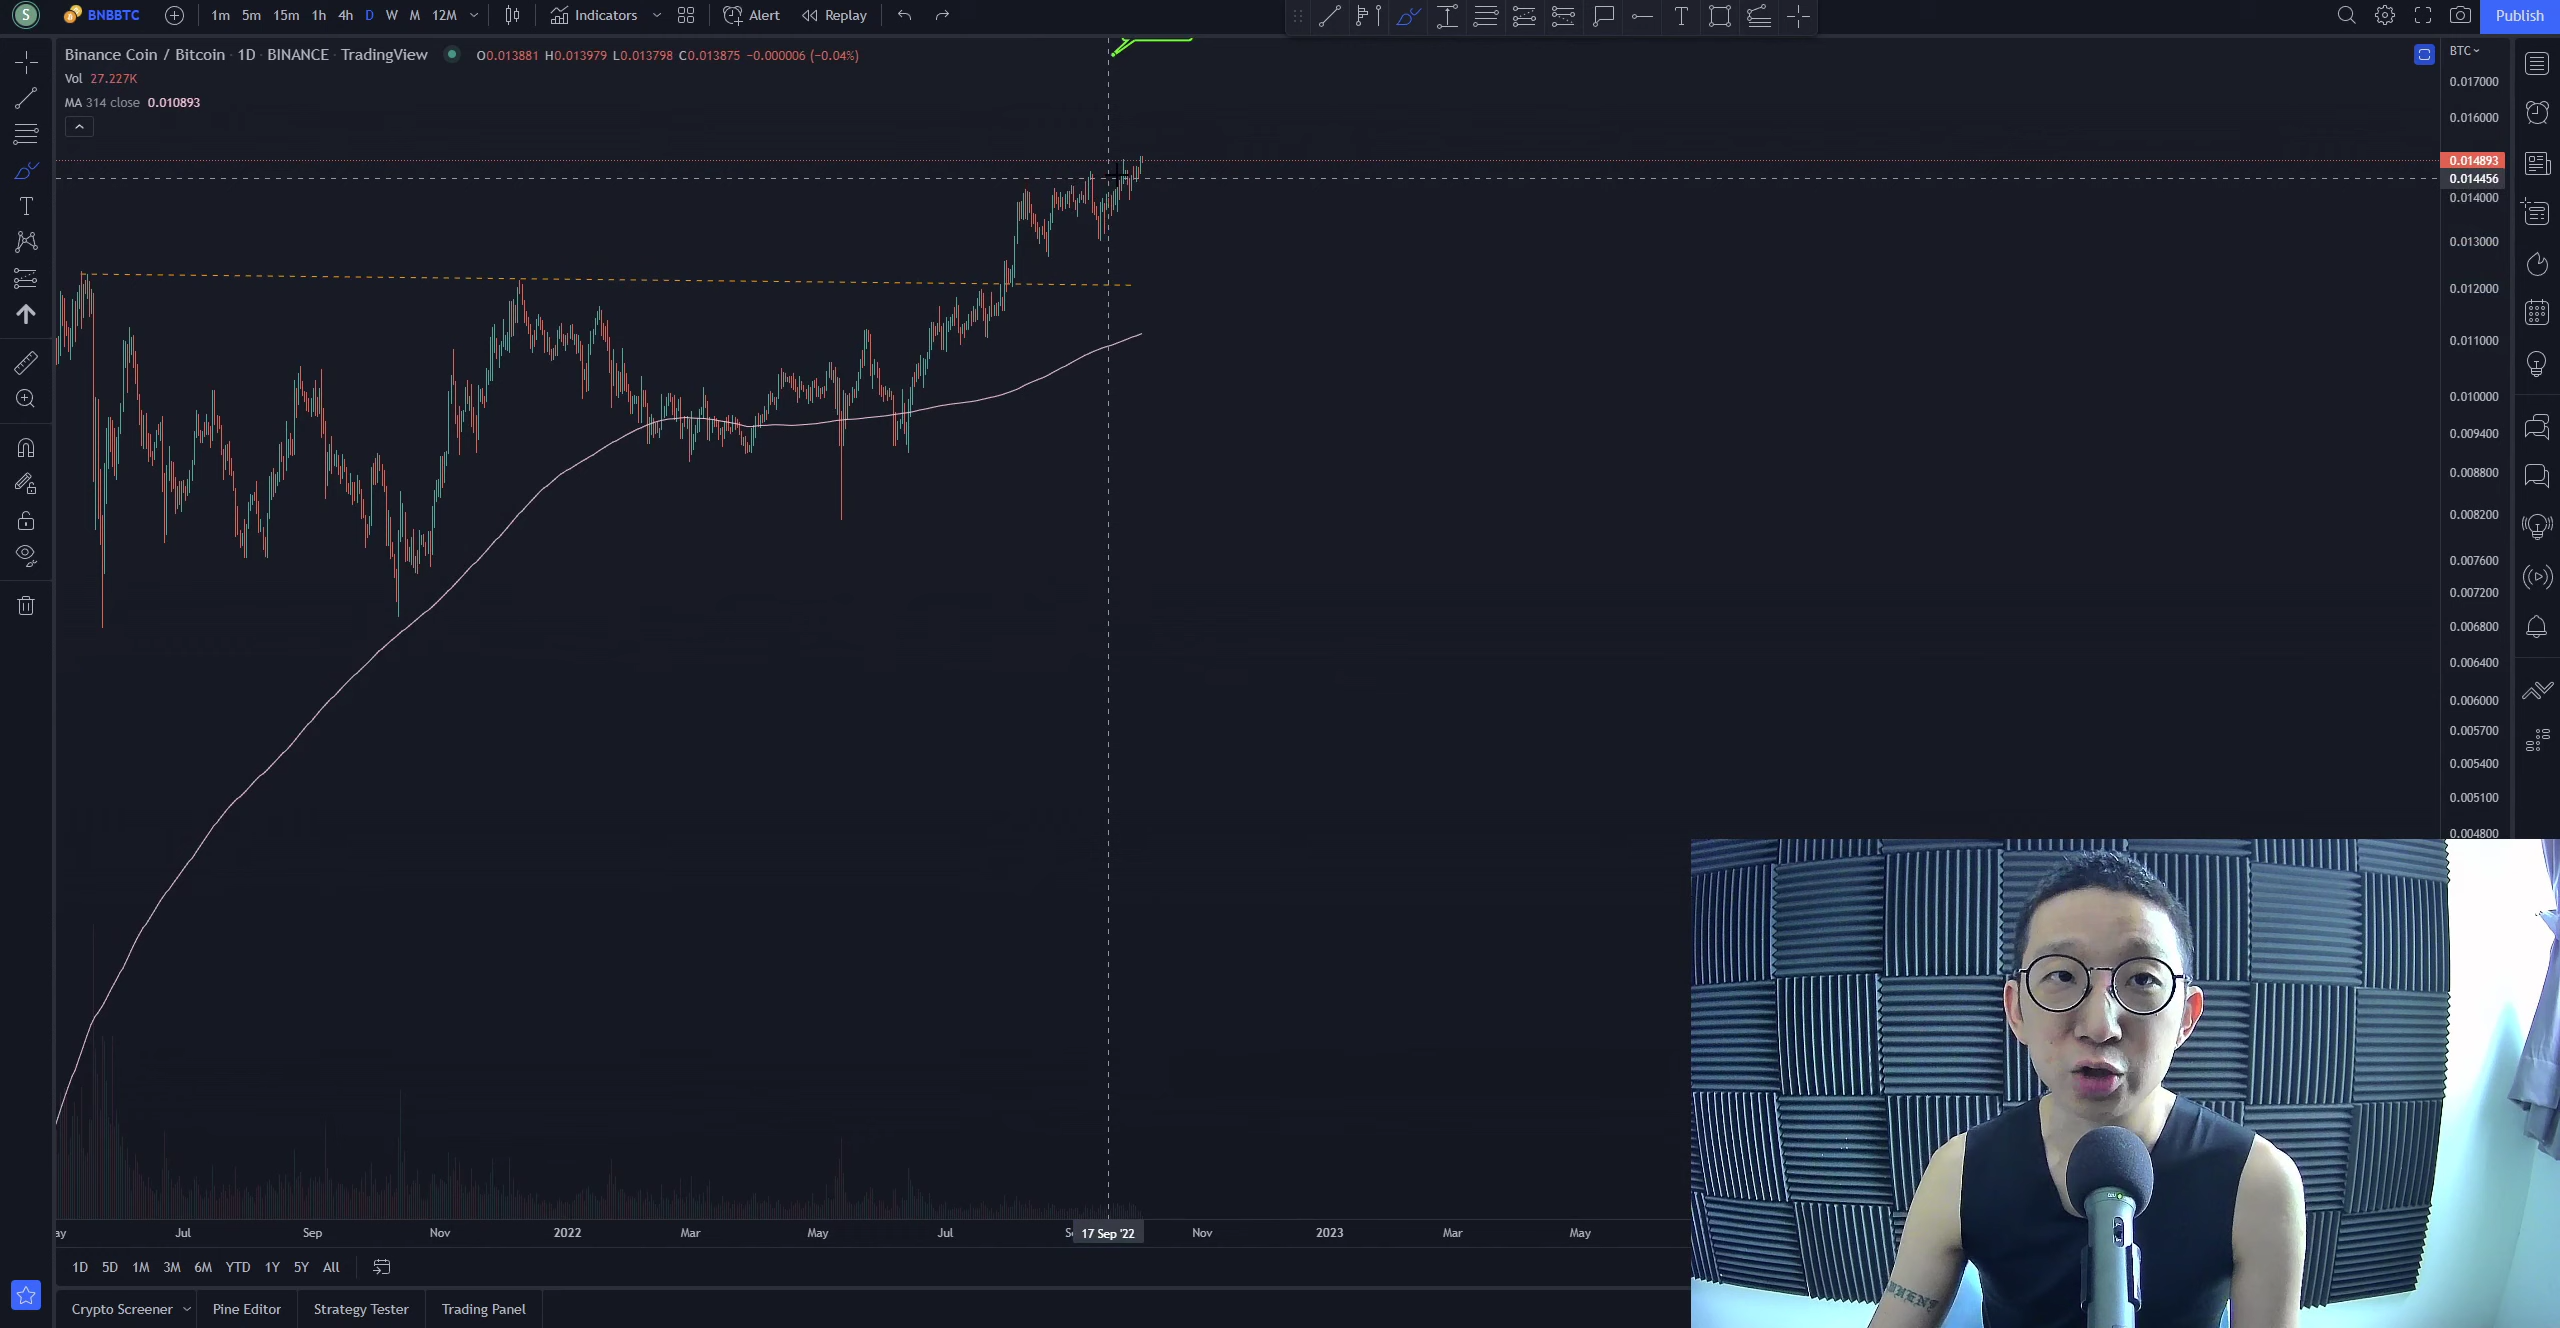 S BNBBTC 1m 5m 15m 1h 4h D W M 12M Indicators Alert Replay Publish
Binance Coin / Bitcoin · 1D · BINANCE · TradingView O0.013881 H0.013979 L0.013798 C0.013875 −0.000006 (−0.04%)
Vol 27.227K
MA 314 close 0.010893
BTC
0.017000
0.016000
0.014893
0.014456
0.014000
0.013000
0.012000
0.011000
0.010000
0.009400
0.008800
0.008200
0.007600
0.007200
0.006800
0.006400
0.006000
0.005700
0.005400
0.005100
0.004800
ay Jul Sep Nov 2022 Mar May Jul Se 17 Sep '22 Nov 2023 Mar May
1D 5D 1M 3M 6M YTD 1Y 5Y All
Crypto Screener Pine Editor Strategy Tester Trading Panel